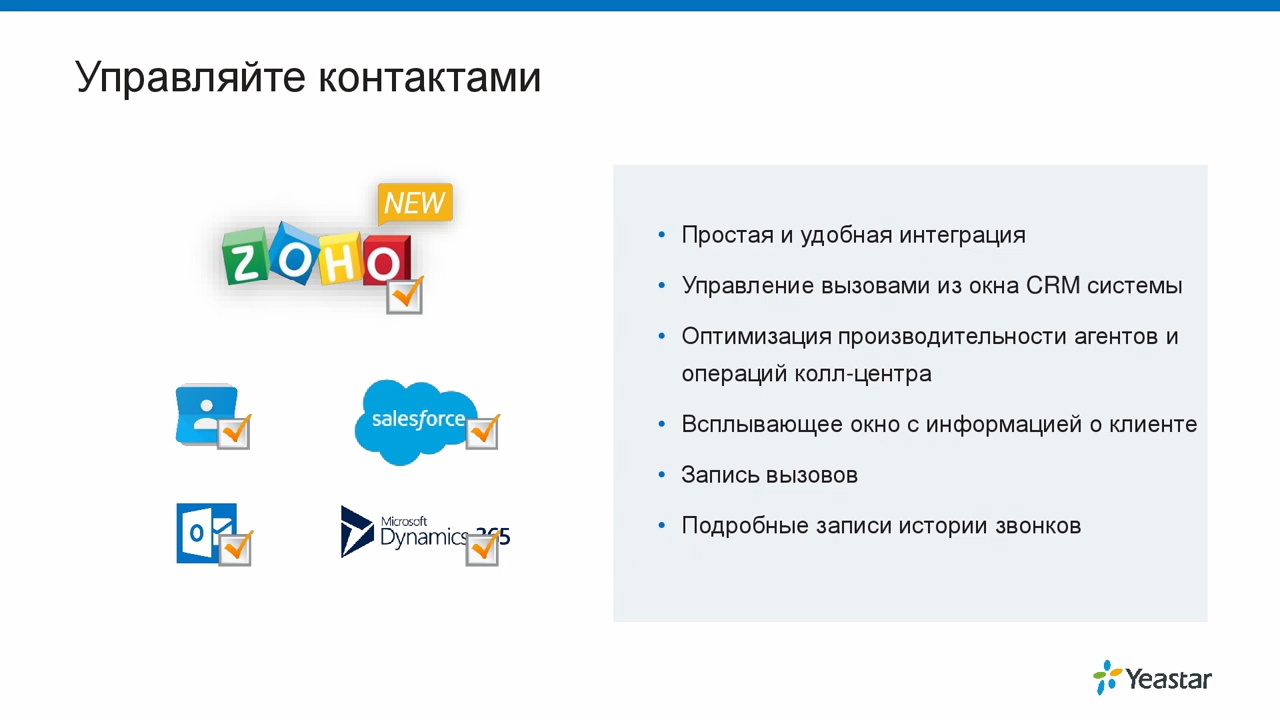 Управляйте контактами
NEW
ZOHO
salesforce
Microsoft
Dynamics 365
• Простая и удобная интеграция
• Управление вызовами из окна CRM системы
• Оптимизация производительности агентов и
операций колл-центра
• Всплывающее окно с информацией о клиенте
• Запись вызовов
• Подробные записи истории звонков
Yeastar